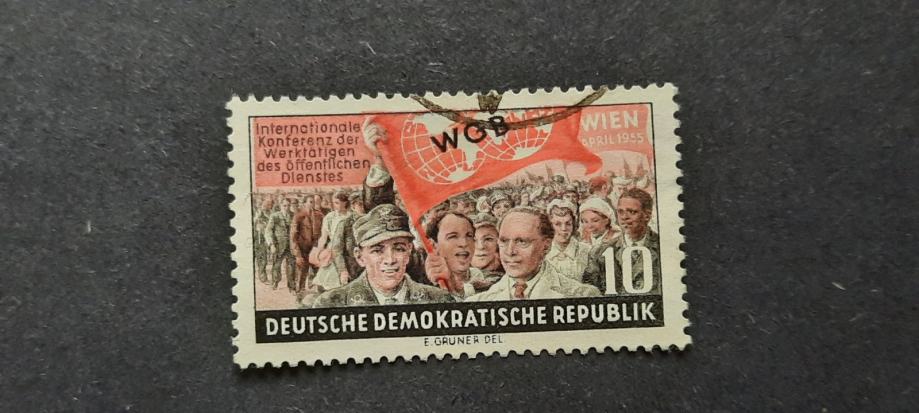 Internationale
Konferenz der
Werktätigen
des öffentlichen
Dienstes
WGB
WIEN
APRIL 1955
10
DEUTSCHE DEMOKRATISCHE REPUBLIK
E. GRUNER DEL.